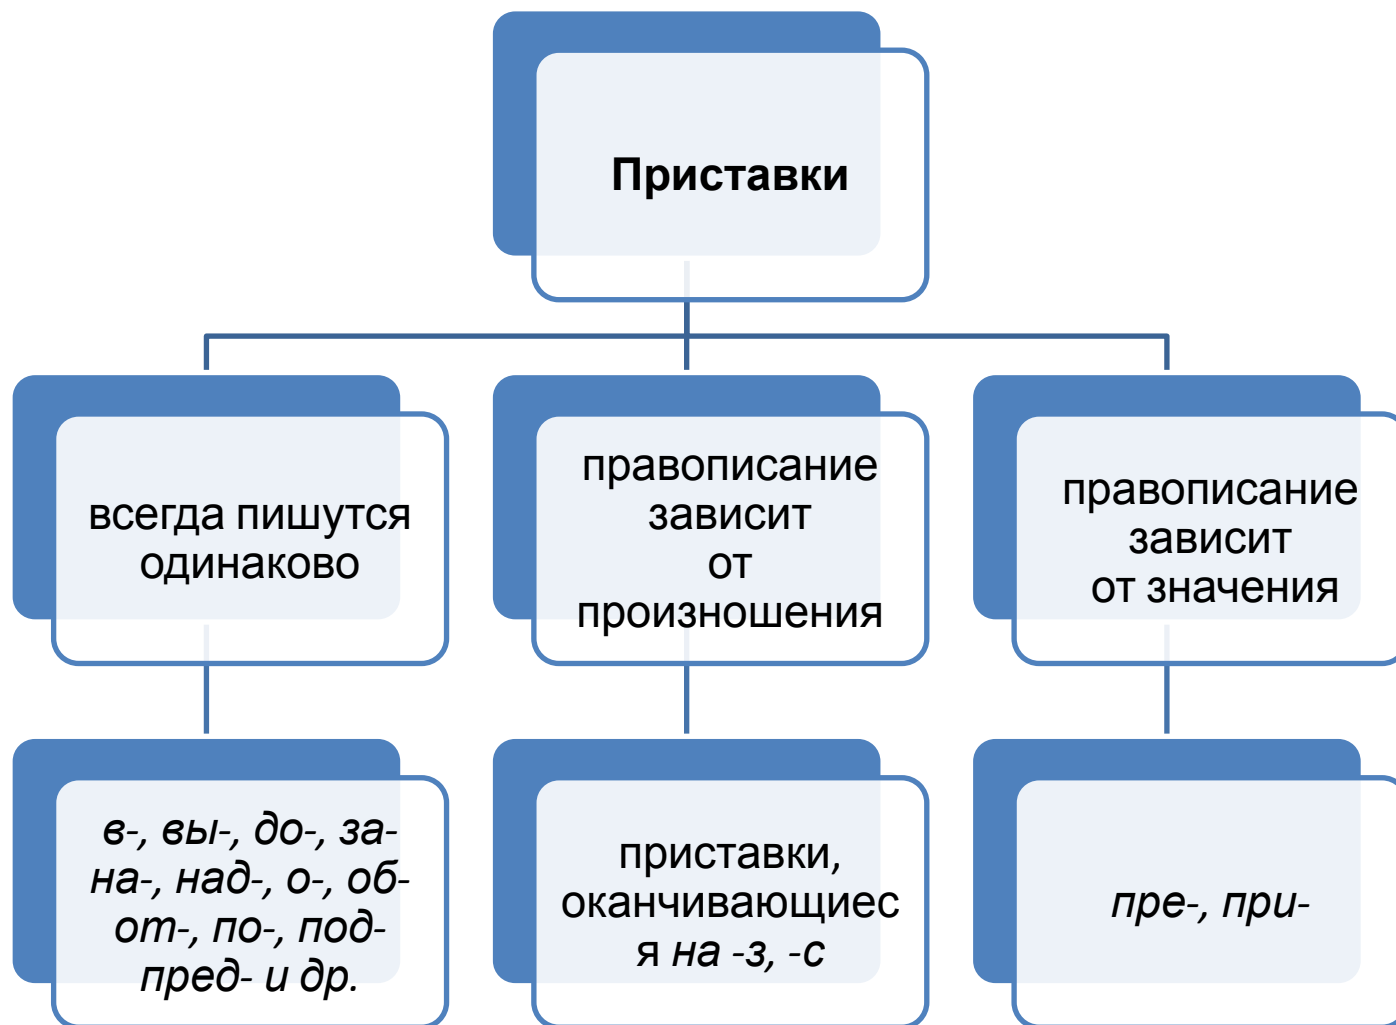 Приставки
всегда пишутся
одинаково
правописание
зависит
от
произношения
правописание
зависит
от значения
в-, вы-, до-, за-
на-, над-, о-, об-
от-, по-, под-
пред- и др.
приставки,
оканчивающиес
я на -з, -с
пре-, при-